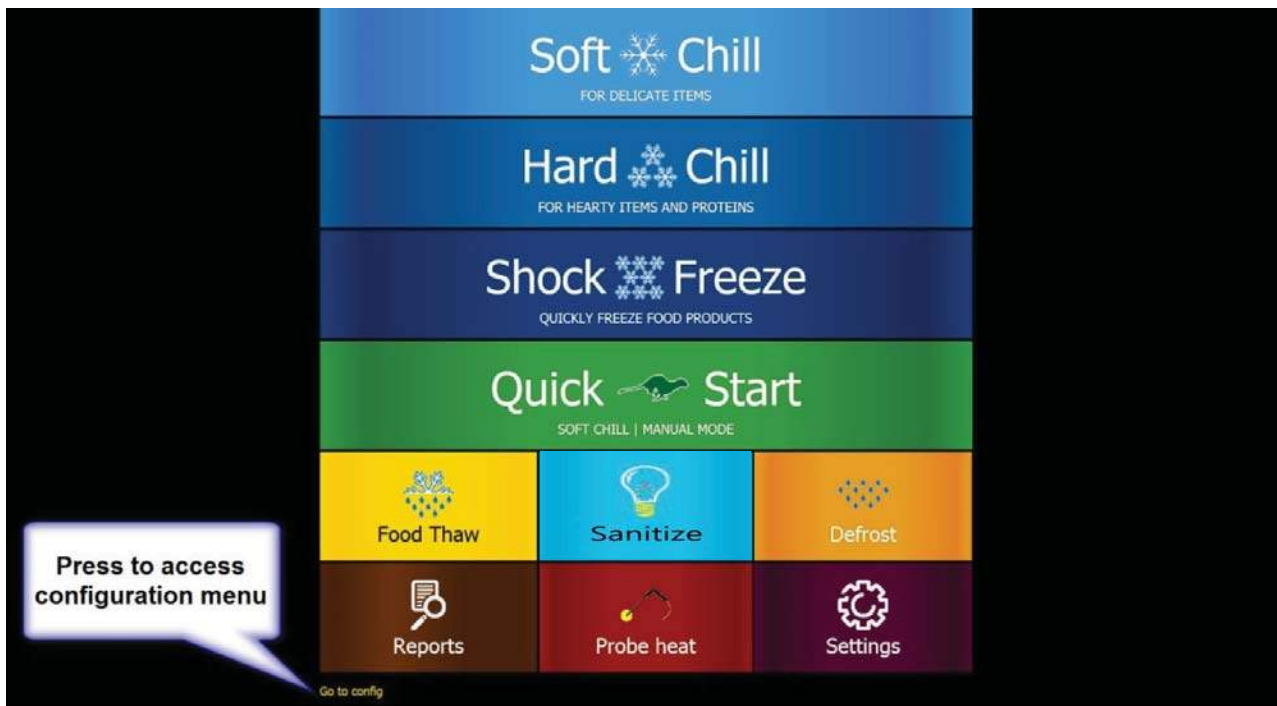 Soft Chill
FOR DELICATE ITEMS
Hard Chill
FOR HEARTY ITEMS AND PROTEINS
Shock Freeze
QUICKLY FREEZE FOOD PRODUCTS
Quick Start
SOFT CHILL | MANUAL MODE
Food Thaw
Sanitize
Defrost
Press to access
configuration menu
Reports
Probe heat
Settings
Go to config